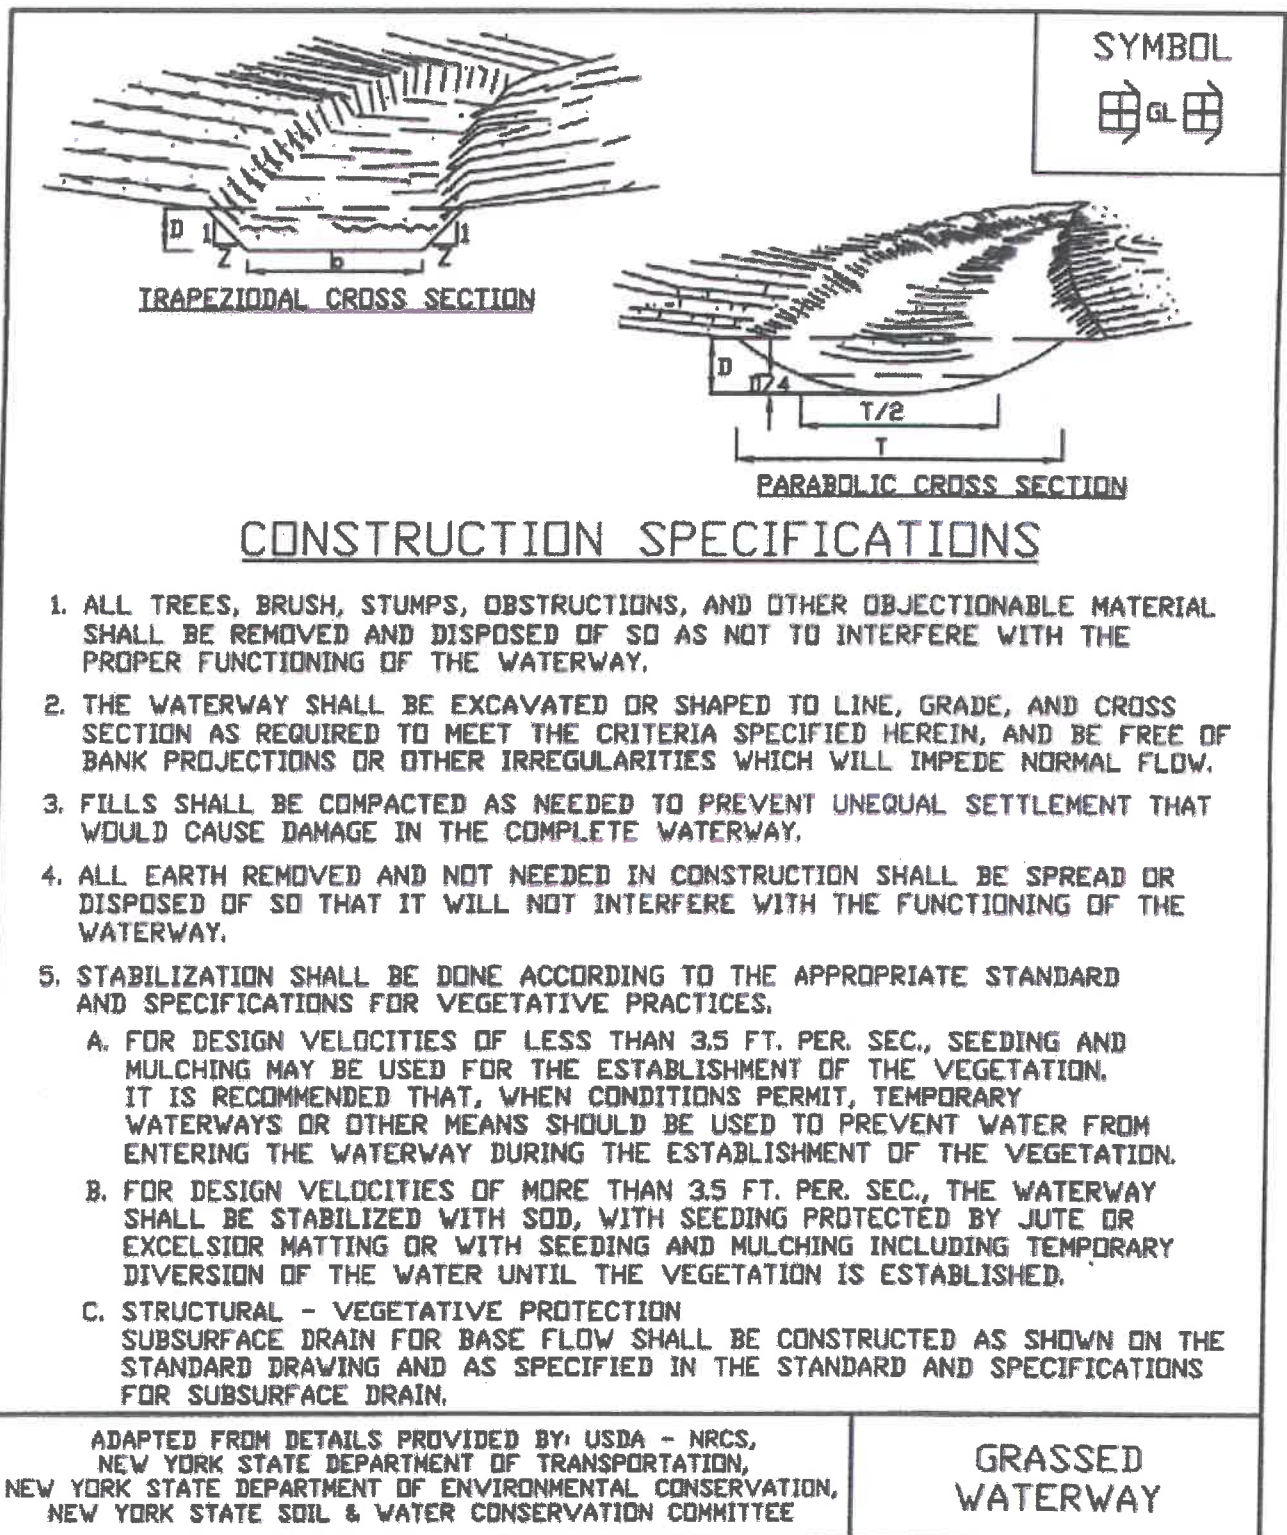 SYMBOL
GL
D 1 1
Z b Z
TRAPEZIODAL CROSS SECTION
D
D/4
T/2
T
PARABOLIC CROSS SECTION
CONSTRUCTION SPECIFICATIONS
1. ALL TREES, BRUSH, STUMPS, OBSTRUCTIONS, AND OTHER OBJECTIONABLE MATERIAL
SHALL BE REMOVED AND DISPOSED OF SO AS NOT TO INTERFERE WITH THE
PROPER FUNCTIONING OF THE WATERWAY.
2. THE WATERWAY SHALL BE EXCAVATED OR SHAPED TO LINE, GRADE, AND CROSS
SECTION AS REQUIRED TO MEET THE CRITERIA SPECIFIED HEREIN, AND BE FREE OF
BANK PROJECTIONS OR OTHER IRREGULARITIES WHICH WILL IMPEDE NORMAL FLOW.
3. FILLS SHALL BE COMPACTED AS NEEDED TO PREVENT UNEQUAL SETTLEMENT THAT
WOULD CAUSE DAMAGE IN THE COMPLETE WATERWAY.
4. ALL EARTH REMOVED AND NOT NEEDED IN CONSTRUCTION SHALL BE SPREAD OR
DISPOSED OF SO THAT IT WILL NOT INTERFERE WITH THE FUNCTIONING OF THE
WATERWAY.
5. STABILIZATION SHALL BE DONE ACCORDING TO THE APPROPRIATE STANDARD
AND SPECIFICATIONS FOR VEGETATIVE PRACTICES.
A. FOR DESIGN VELOCITIES OF LESS THAN 3.5 FT. PER. SEC., SEEDING AND
MULCHING MAY BE USED FOR THE ESTABLISHMENT OF THE VEGETATION.
IT IS RECOMMENDED THAT, WHEN CONDITIONS PERMIT, TEMPORARY
WATERWAYS OR OTHER MEANS SHOULD BE USED TO PREVENT WATER FROM
ENTERING THE WATERWAY DURING THE ESTABLISHMENT OF THE VEGETATION.
B. FOR DESIGN VELOCITIES OF MORE THAN 3.5 FT. PER. SEC., THE WATERWAY
SHALL BE STABILIZED WITH SOD, WITH SEEDING PROTECTED BY JUTE OR
EXCELSIOR MATTING OR WITH SEEDING AND MULCHING INCLUDING TEMPORARY
DIVERSION OF THE WATER UNTIL THE VEGETATION IS ESTABLISHED.
C. STRUCTURAL - VEGETATIVE PROTECTION
SUBSURFACE DRAIN FOR BASE FLOW SHALL BE CONSTRUCTED AS SHOWN ON THE
STANDARD DRAWING AND AS SPECIFIED IN THE STANDARD AND SPECIFICATIONS
FOR SUBSURFACE DRAIN.
ADAPTED FROM DETAILS PROVIDED BY: USDA - NRCS,
NEW YORK STATE DEPARTMENT OF TRANSPORTATION,
NEW YORK STATE DEPARTMENT OF ENVIRONMENTAL CONSERVATION,
NEW YORK STATE SOIL & WATER CONSERVATION COMMITTEE
GRASSED
WATERWAY